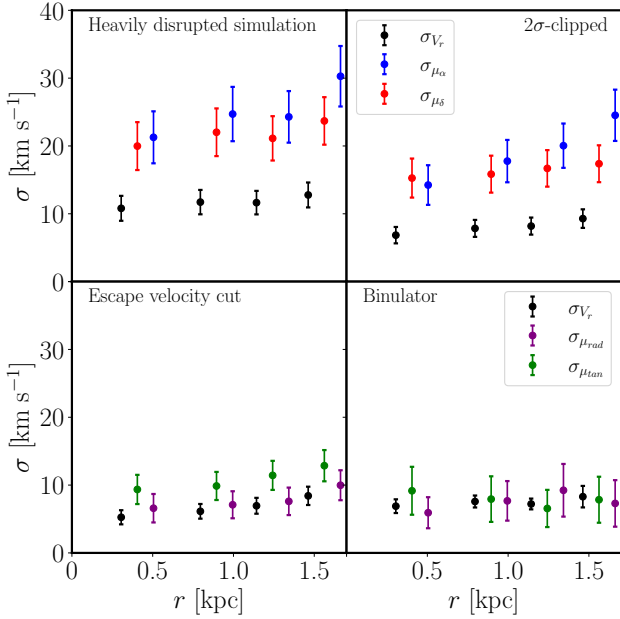 Heavily disrupted simulation
2σ-clipped
σ_{V_r}
σ_{μ_α}
σ_{μ_δ}
40
30
20
10
0
σ [km s⁻¹]
Escape velocity cut
Binulator
σ_{V_r}
σ_{μ_{rad}}
σ_{μ_{tan}}
30
20
10
0
σ [km s⁻¹]
0 0.5 1.0 1.5
0.5 1.0 1.5
r [kpc]
r [kpc]